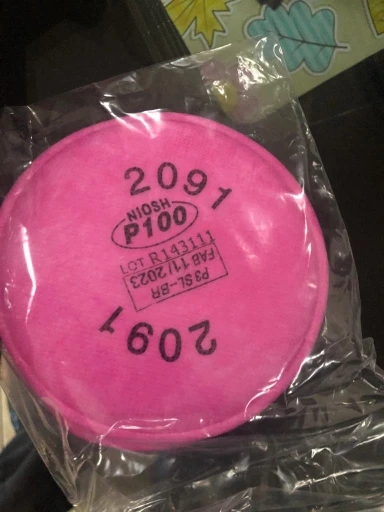 2091
NIOSH
P100
LOT R143111
FAB 11/2023
P3 SL-BR
2091